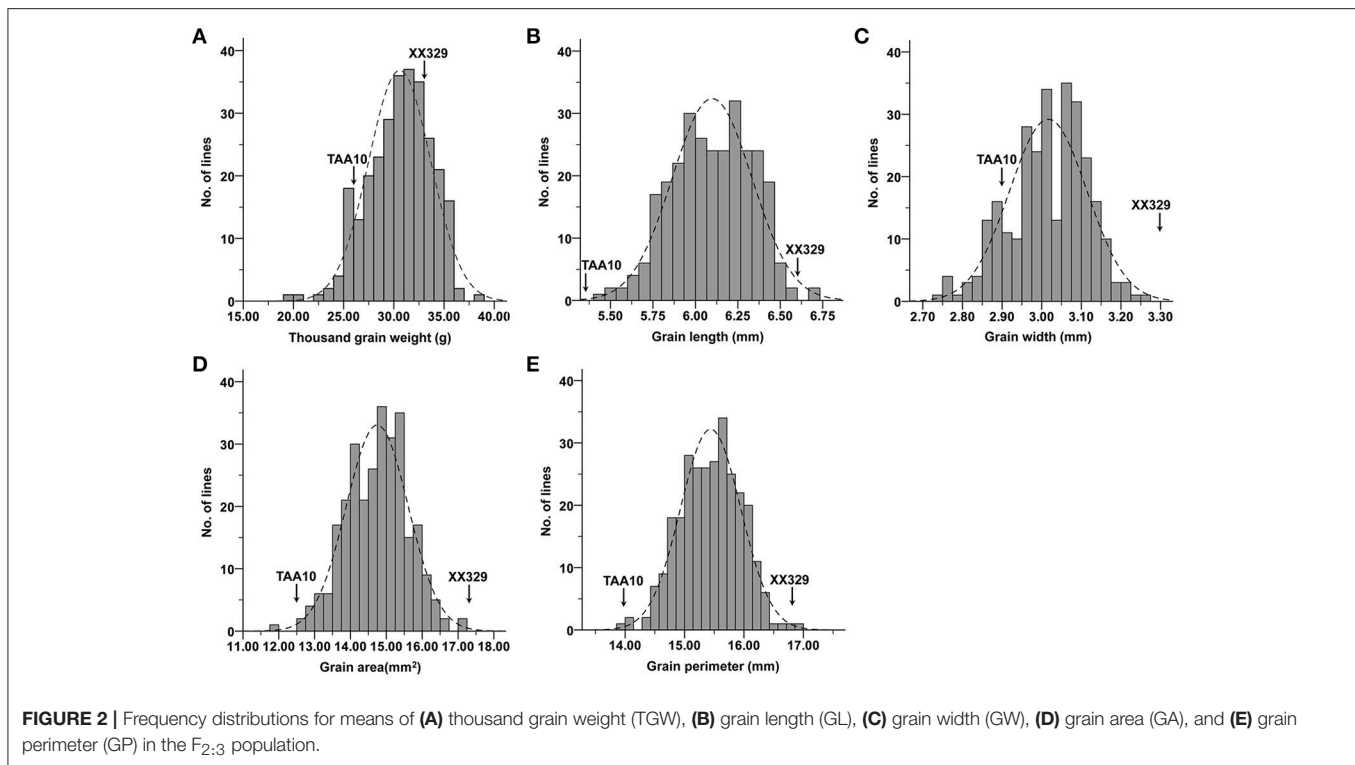 A
40
30
20
10
0
No. of lines
TAA10
XX329
15.00 20.00 25.00 30.00 35.00 40.00
Thousand grain weight (g)
B
40
30
20
10
0
No. of lines
TAA10
XX329
5.50 5.75 6.00 6.25 6.50 6.75
Grain length (mm)
C
40
30
20
10
0
No. of lines
TAA10
XX329
2.70 2.80 2.90 3.00 3.10 3.20 3.30
Grain width (mm)
D
40
30
20
10
0
No. of lines
TAA10
XX329
11.00 12.00 13.00 14.00 15.00 16.00 17.00 18.00
Grain area(mm²)
E
40
30
20
10
0
No. of lines
TAA10
XX329
14.00 15.00 16.00 17.00
Grain perimeter (mm)
FIGURE 2 | Frequency distributions for means of (A) thousand grain weight (TGW), (B) grain length (GL), (C) grain width (GW), (D) grain area (GA), and (E) grain
perimeter (GP) in the F2:3 population.